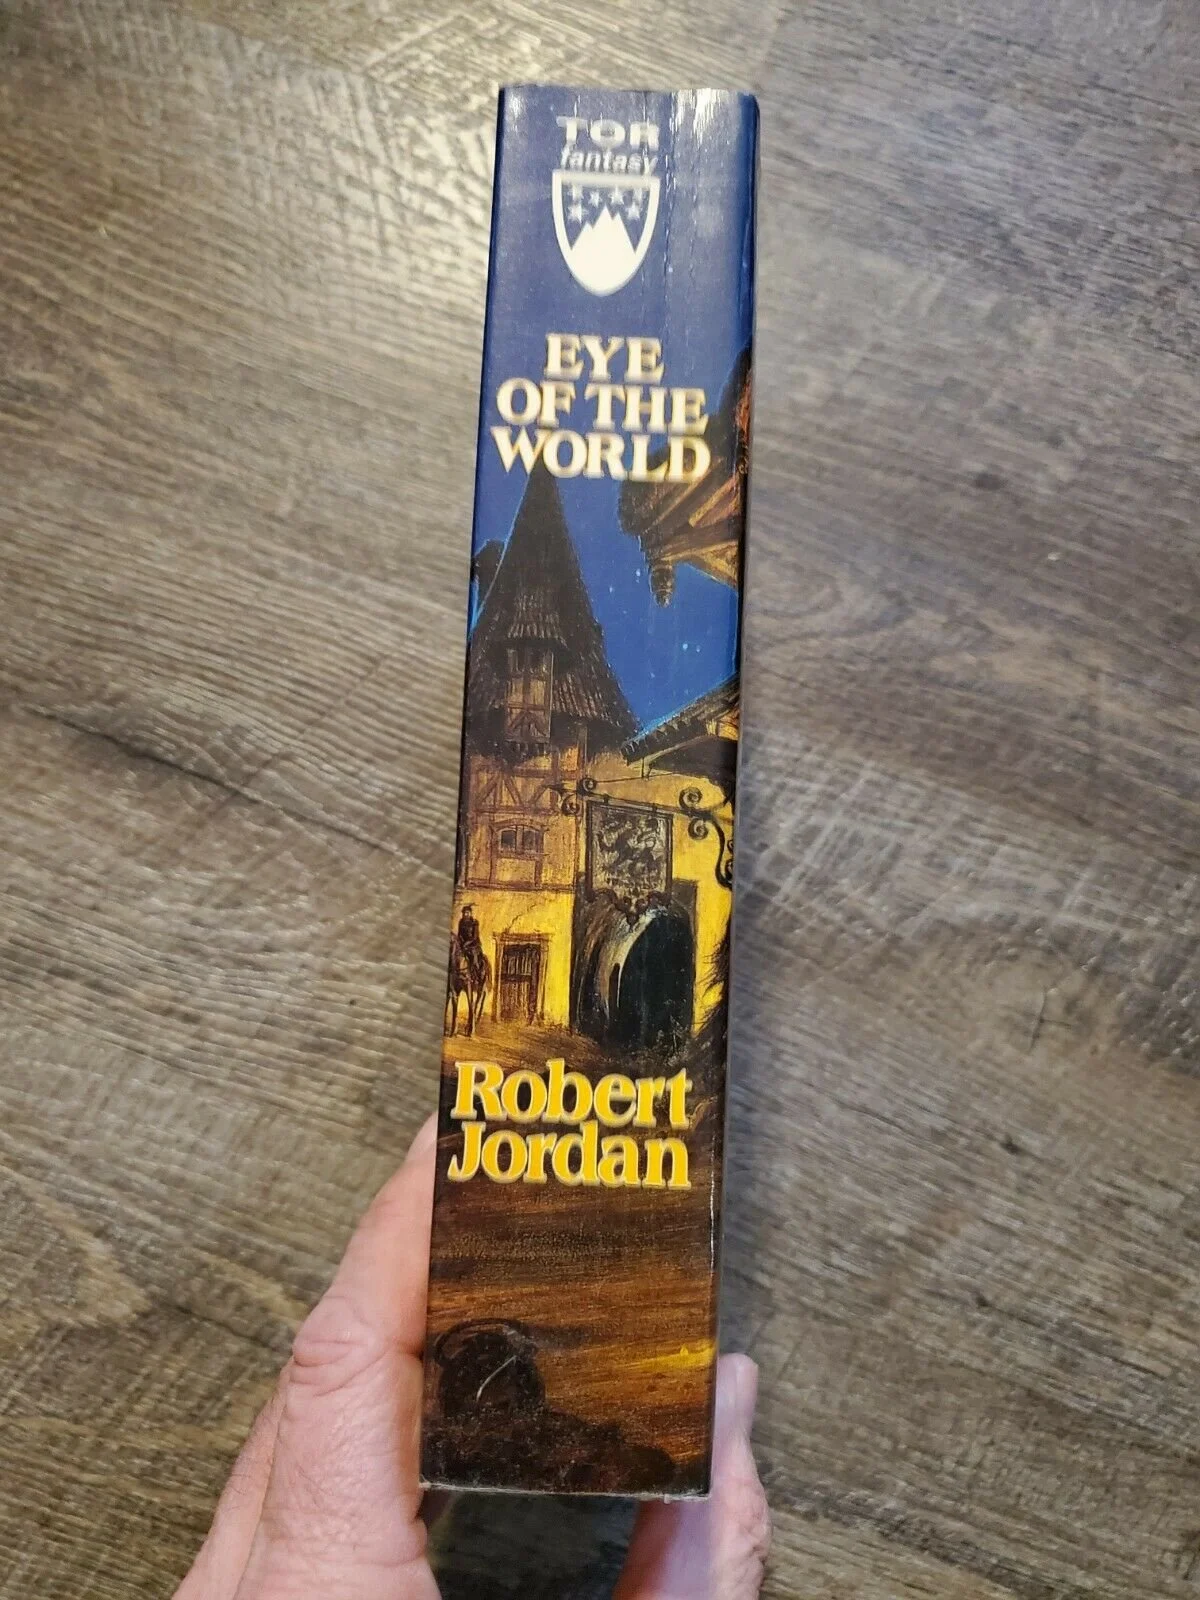 TOR
fantasy
EYE
OF THE
WORLD
Robert
Jordan